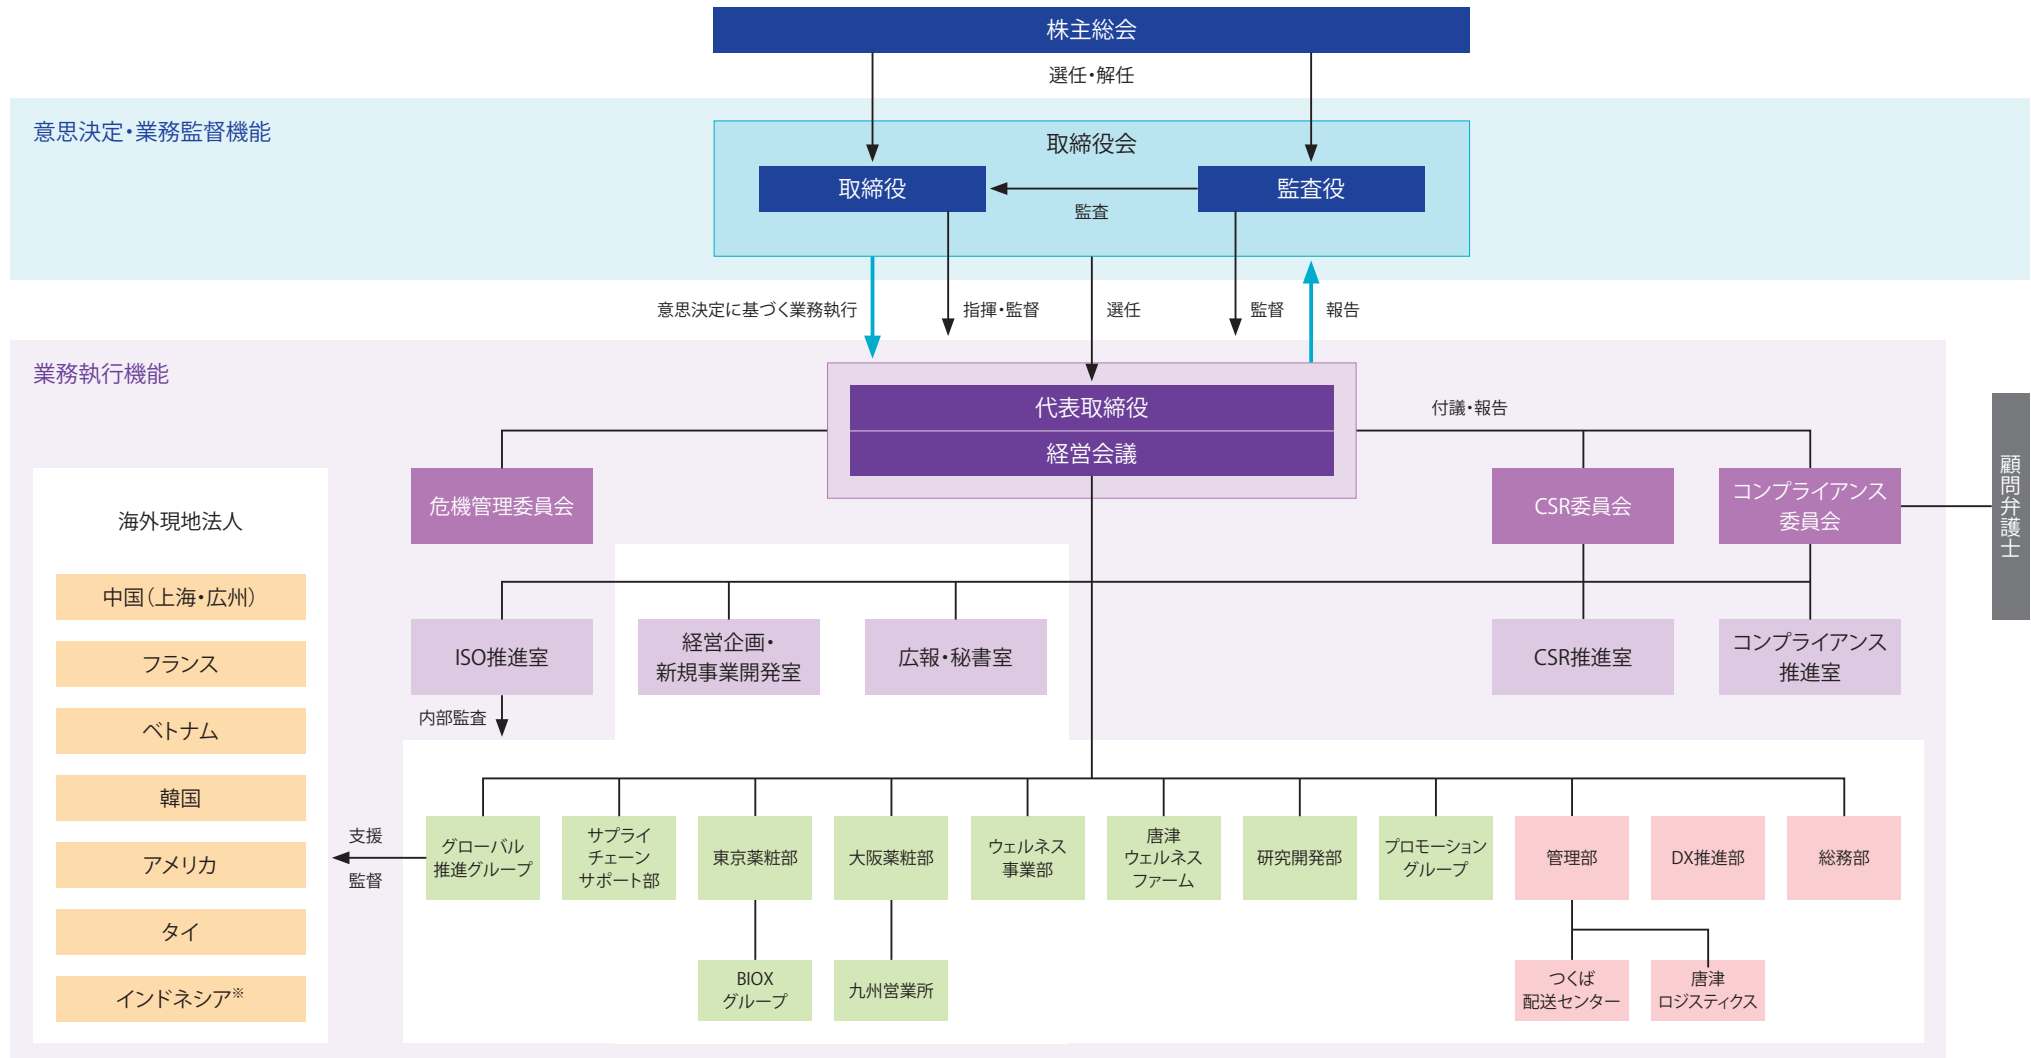 株主総会
選任・解任
意思決定・業務監督機能
取締役会
取締役
監査役
監査
意思決定に基づく業務執行
指揮・監督
選任
監督
報告
業務執行機能
代表取締役
経営会議
付議・報告
顧問弁護士
危機管理委員会
CSR委員会
コンプライアンス
委員会
海外現地法人
中国（上海・広州）
フランス
ベトナム
韓国
アメリカ
タイ
インドネシア※
ISO推進室
経営企画・
新規事業開発室
広報・秘書室
CSR推進室
コンプライアンス
推進室
内部監査
支援
監督
グローバル
推進グループ
サプライ
チェーン
サポート部
東京薬粧部
大阪薬粧部
ウェルネス
事業部
唐津
ウェルネス
ファーム
研究開発部
プロモーション
グループ
管理部
DX推進部
総務部
BIOX
グループ
九州営業所
つくば
配送センター
唐津
ロジスティクス